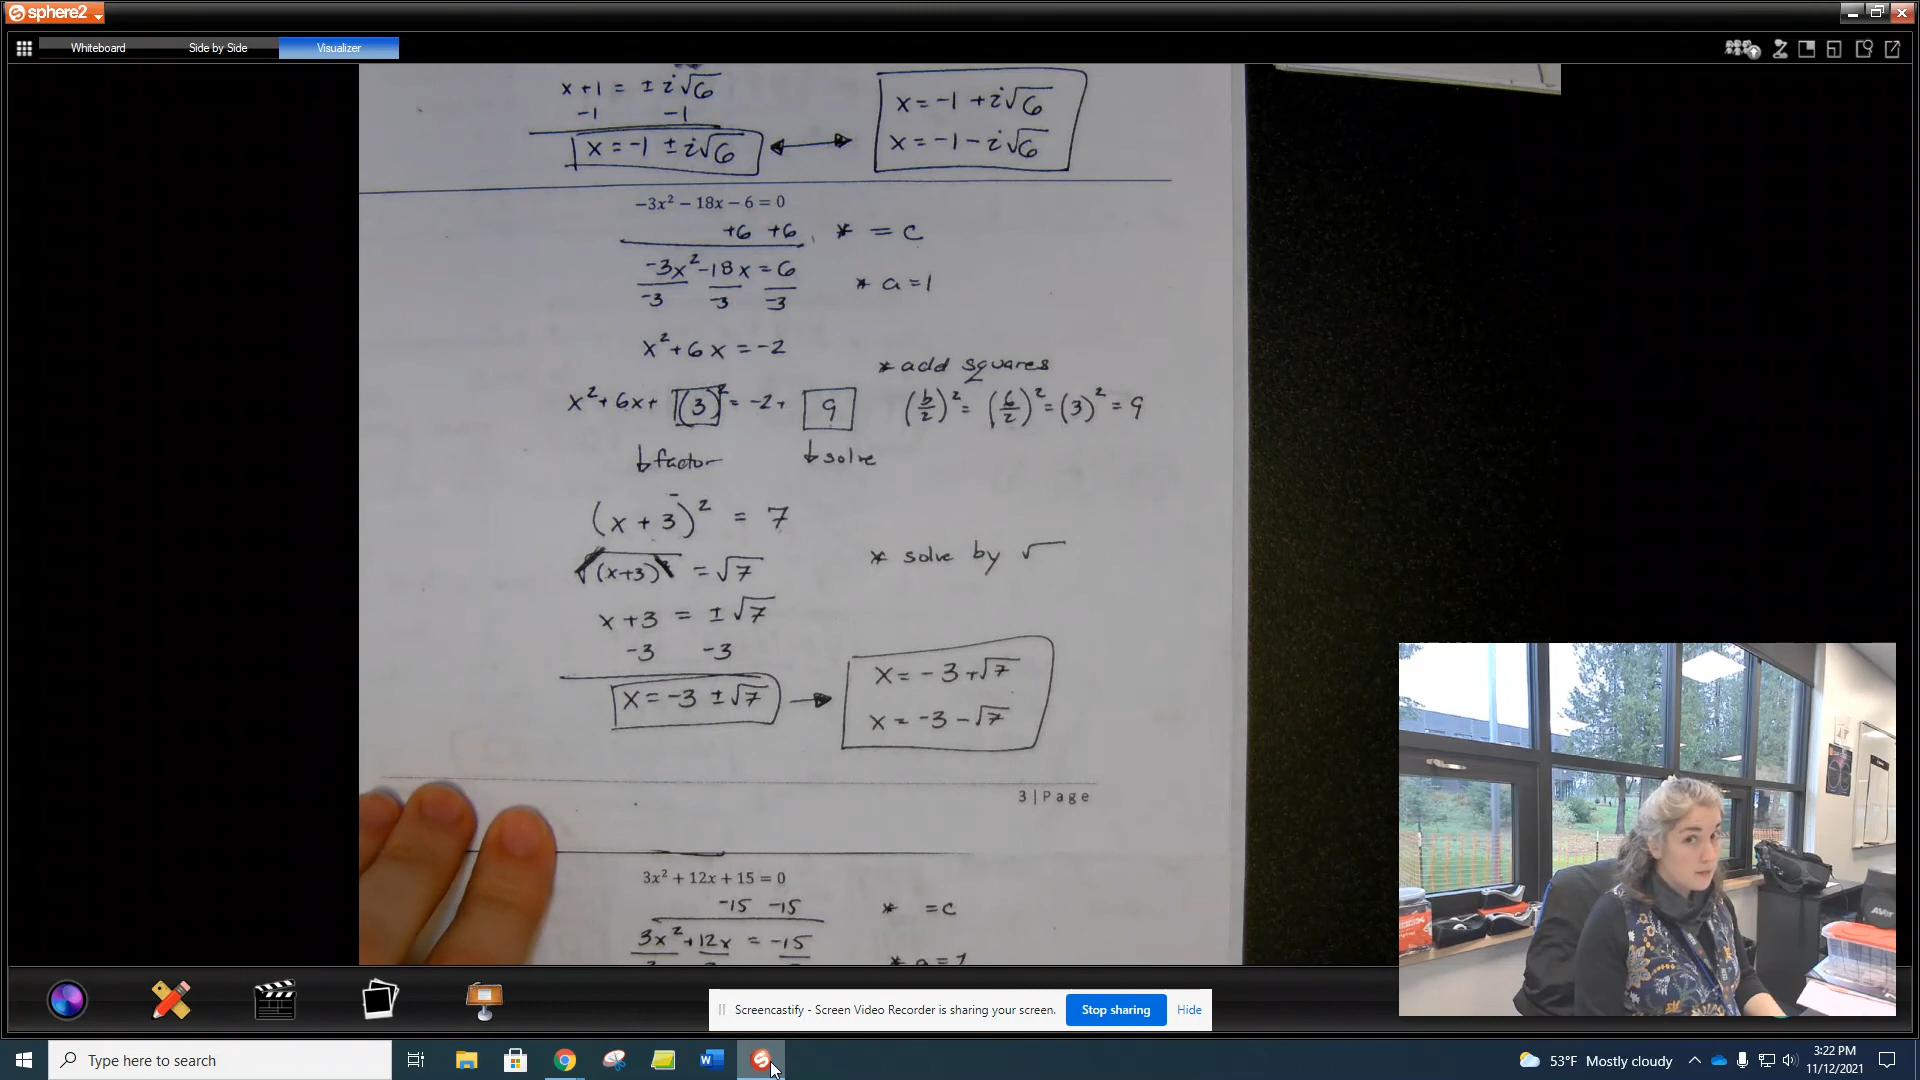 sphere2
Whiteboard Side by Side Visualizer
x+1 = ± i√6
-1 -1
x = -1 ± i√6
x = -1 + i√6
x = -1 - i√6
−3x² − 18x − 6 = 0
+6 +6 * = c
-3x² -18x = 6 * a = 1
-3 -3 -3
x² + 6x = -2
* add squares
x² + 6x + (3)² = -2 + 9 (b/2)² = (6/2)² = (3)² = 9
↓ factor ↓ solve
(x + 3)² = 7
√(x+3)² = √7 * solve by √
x + 3 = ± √7
-3 -3
x = -3 ± √7
x = -3 + √7
x = -3 - √7
3 | Page
3x² + 12x + 15 = 0
-15 -15 * = c
3x² + 12x = -15
* a = 1
AVer
Screencastify - Screen Video Recorder is sharing your screen. Stop sharing Hide
Type here to search
53°F Mostly cloudy
3:22 PM
11/12/2021